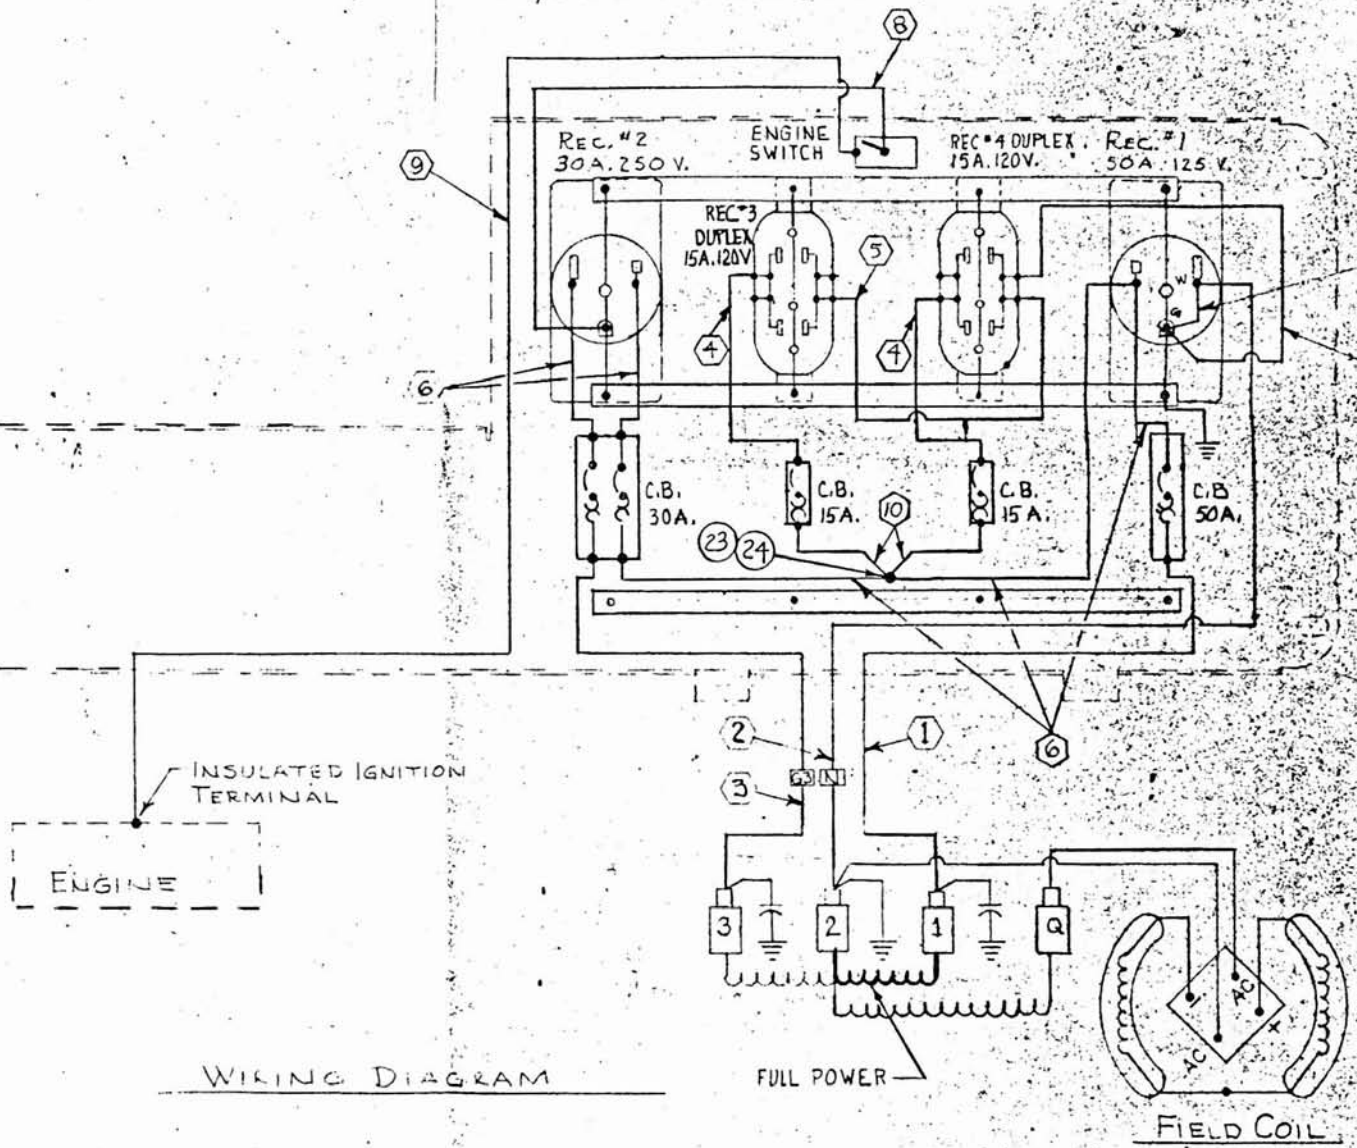 8
REC. #2
30A. 250 V.
ENGINE
SWITCH
REC #4 DUPLEX
15A. 120V.
REC. #1
50A 125 V.
9
REC #3
DUPLEX
15A. 120V
5
W
G
4
4
6
C.B.
30A.
C.B.
15A.
10
C.B.
15A.
C.B
50A.
23
24
2
1
6
G3
N
3
INSULATED IGNITION
TERMINAL
ENGINE
3
2
1
Q
AC
AC
FULL POWER
WIRING DIAGRAM
FIELD COIL